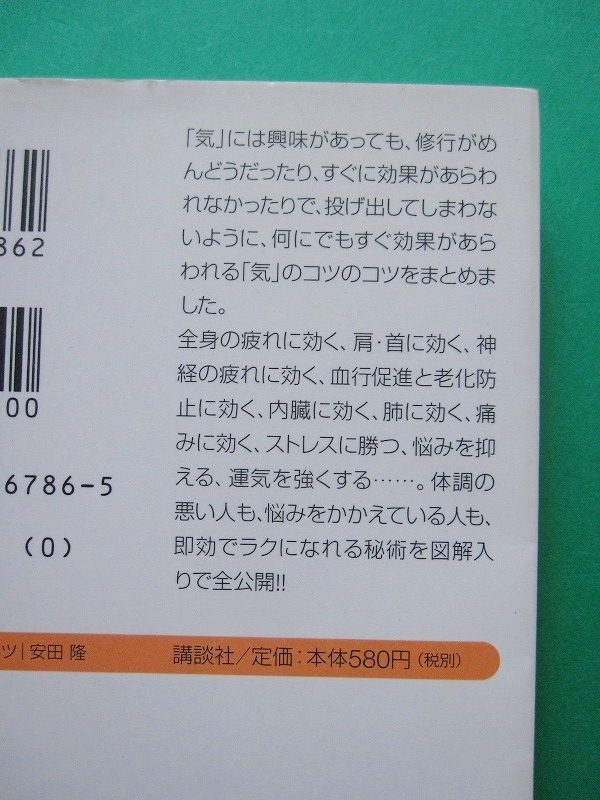 「気」には興味があっても、修行がめ
んどうだったり、すぐに効果があらわ
れなかったりで、投げ出してしまわな
いように、何にでもすぐ効果があら
われる「気」のコツのコツをまとめま
した。
全身の疲れに効く、肩・首に効く、神
経の疲れに効く、血行促進と老化防
止に効く、内臓に効く、肺に効く、痛
みに効く、ストレスに勝つ、悩みを抑
える、運気を強くする……。体調の
悪い人も、悩みをかかえている人も、
即効でラクになれる秘術を図解入
りで全公開!!
862
00
6786-5
(0)
ツ|安田 隆
講談社/定価:本体580円(税別)